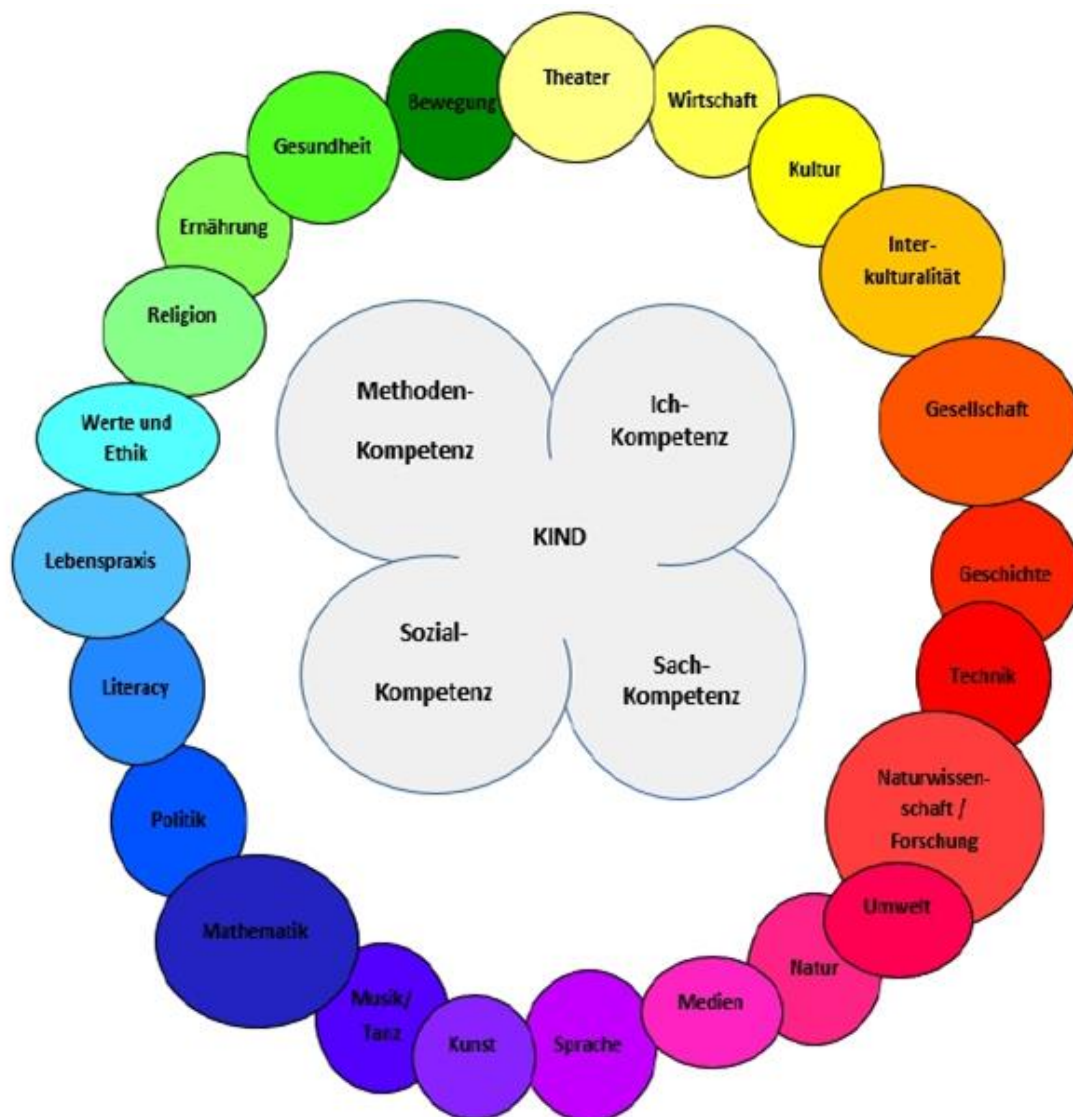 Theater
Wirtschaft
Kultur
Inter-
kulturalität
Gesellschaft
Geschichte
Technik
Naturwissen-
schaft /
Forschung
Umwelt
Natur
Medien
Sprache
Kunst
Musik/
Tanz
Mathematik
Politik
Literacy
Lebenspraxis
Werte und
Ethik
Religion
Ernährung
Gesundheit
Bewegung
Methoden-
Kompetenz
Ich-
Kompetenz
KIND
Sozial-
Kompetenz
Sach-
Kompetenz